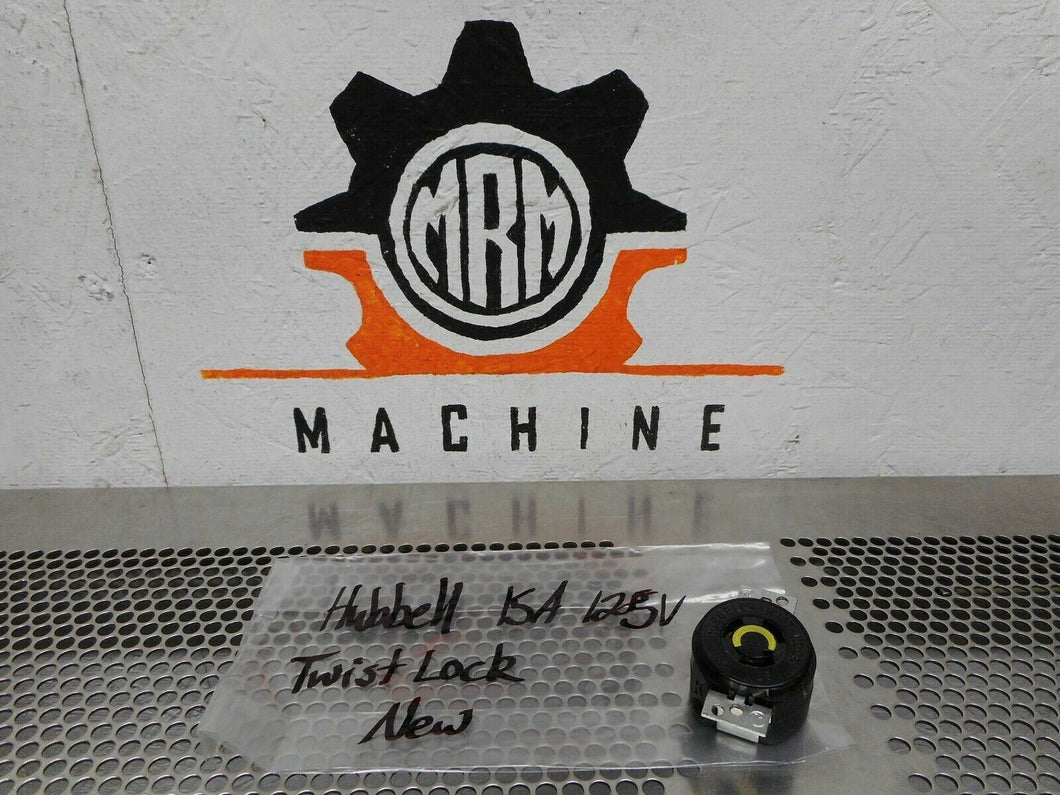 MRM
MACHINE
Hubbell 15A 125V
Twist Lock
New